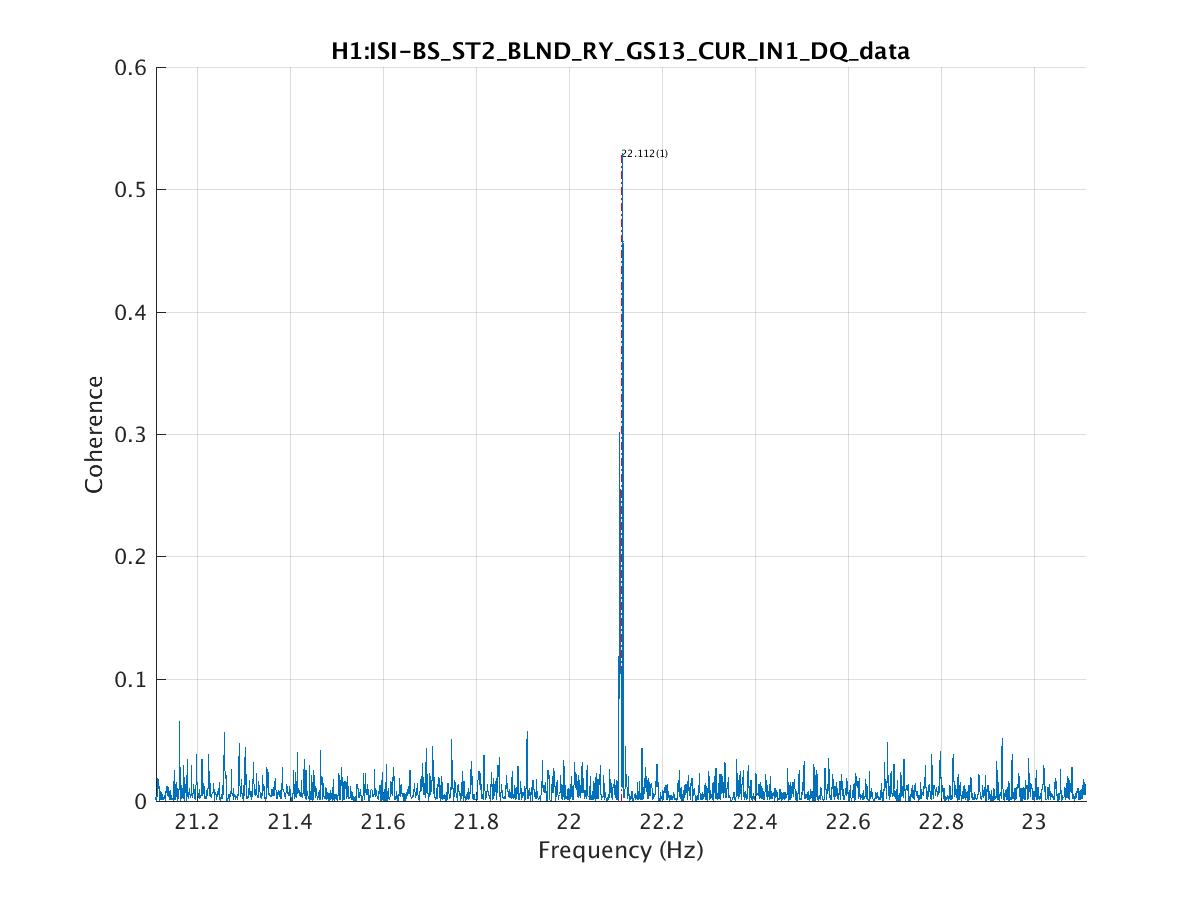 H1:ISI-BS_ST2_BLND_RY_GS13_CUR_IN1_DQ_data
0.6
22.112(1)
0.5
0.4
Coherence
0.3
0.2
0.1
0
21.2 21.4 21.6 21.8 22 22.2 22.4 22.6 22.8 23
Frequency (Hz)